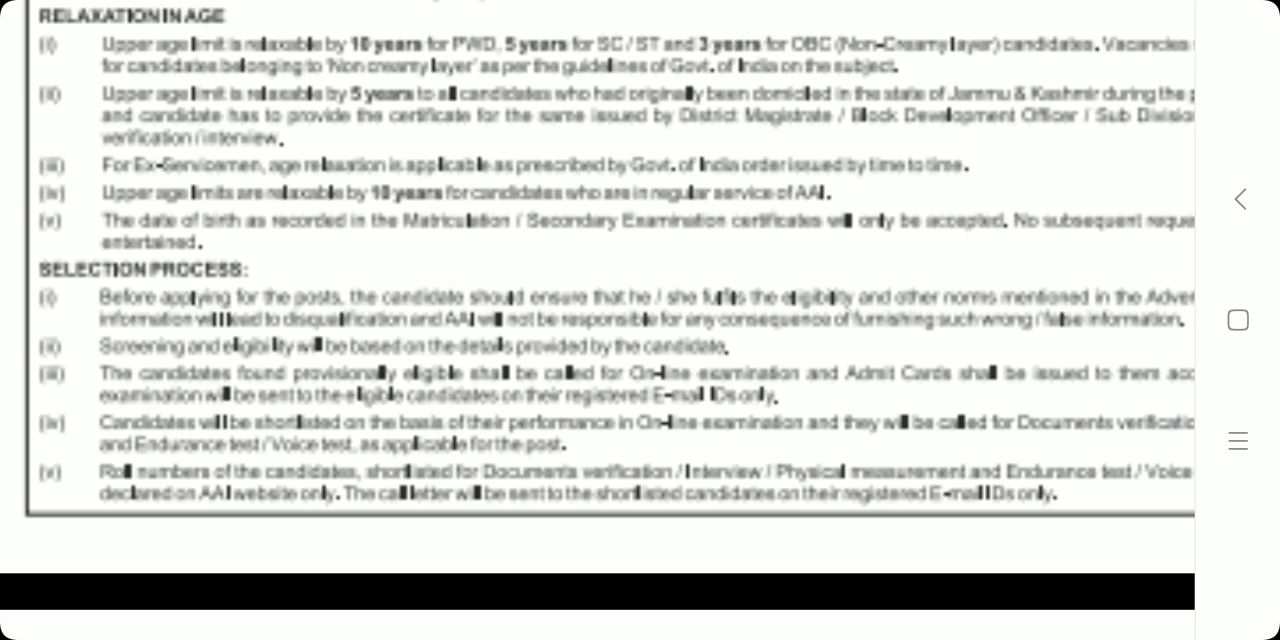 RELAXATION IN AGE
(i) Upper age limit is relaxable by 10 years for PWD, 5 years for SC / ST and 3 years for OBC (Non-Creamy layer) candidates. Vacancies
for candidates belonging to 'Non creamy layer' as per the guidelines of Govt. of India on the subject.
(ii) Upper age limit is relaxable by 5 years to all candidates who had originally been domiciled in the state of Jammu & Kashmir during the
and candidate has to provide the certificate for the same issued by District Magistrate / Block Development Officer / Sub Divisio
verification / interview.
(iii) For Ex-Servicemen, age relaxation is applicable as prescribed by Govt. of India order issued by time to time.
(iv) Upper age limits are relaxable by 10 years for candidates who are in regular service of AAI.
(v) The date of birth as recorded in the Matriculation / Secondary Examination certificates will only be accepted. No subsequent reque
entertained.
SELECTION PROCESS:
(i) Before applying for the posts, the candidate should ensure that he / she fulfils the eligibility and other norms mentioned in the Adver
information will lead to disqualification and AAI will not be responsible for any consequence of furnishing such wrong / false information.
(ii) Screening and eligibility will be based on the details provided by the candidate.
(iii) The candidates found provisionally eligible shall be called for On-line examination and Admit Cards shall be issued to them acc
examination will be sent to the eligible candidates on their registered E-mail IDs only.
(iv) Candidates will be shortlisted on the basis of their performance in On-line examination and they will be called for Documents verificatio
and Endurance test / Voice test, as applicable for the post.
(v) Roll numbers of the candidates, shortlisted for Documents verification / Interview / Physical measurement and Endurance test / Voice
declared on AAI website only. The call letter will be sent to the shortlisted candidates on their registered E-mail IDs only.